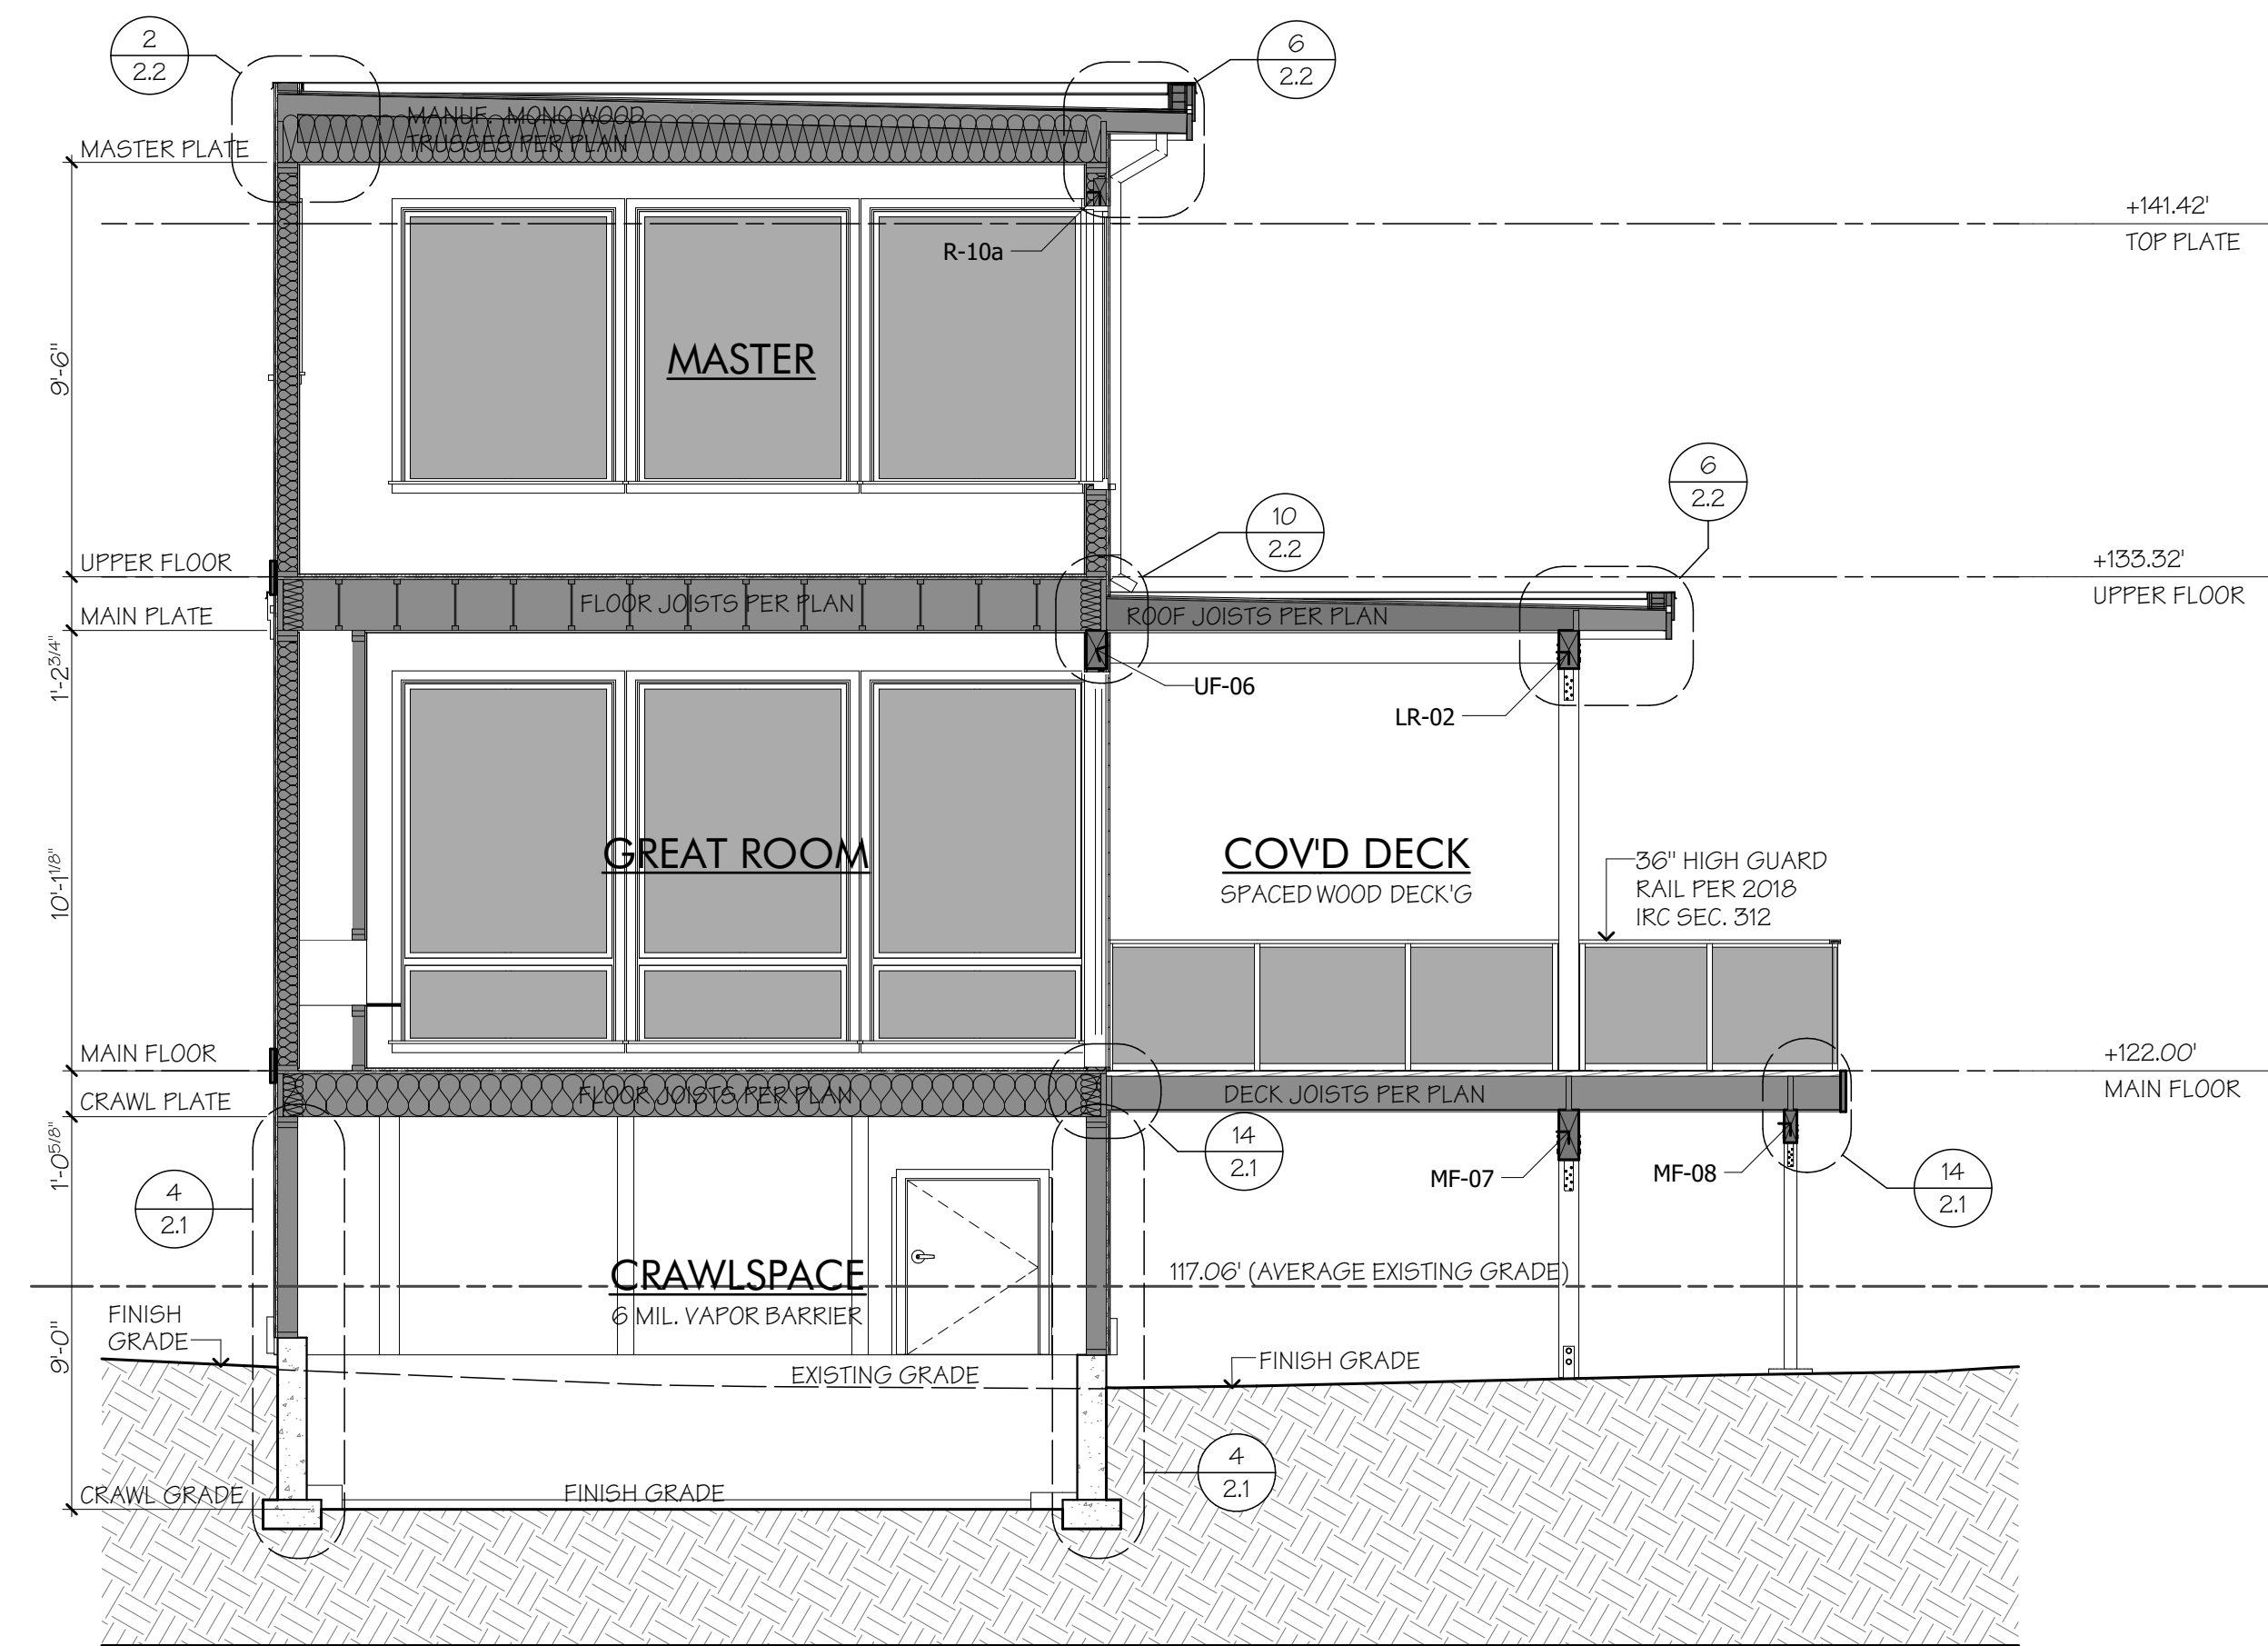 2
2.2
6
2.2
MANUF. MONO WOOD
TRUSSES PER PLAN
MASTER PLATE
+141.42'
TOP PLATE
R-10a
9'-6"
MASTER
6
2.2
10
2.2
UPPER FLOOR
+133.32'
UPPER FLOOR
FLOOR JOISTS PER PLAN
ROOF JOISTS PER PLAN
MAIN PLATE
1'-2 3/4"
UF-06
LR-02
GREAT ROOM
COV'D DECK
SPACED WOOD DECK'G
36" HIGH GUARD
RAIL PER 2018
IRC SEC. 312
10'-1 1/8"
MAIN FLOOR
+122.00'
MAIN FLOOR
FLOOR JOISTS PER PLAN
DECK JOISTS PER PLAN
CRAWL PLATE
1'-0 5/8"
14
2.1
MF-07
MF-08
14
2.1
4
2.1
CRAWLSPACE
6 MIL. VAPOR BARRIER
117.06' (AVERAGE EXISTING GRADE)
FINISH
GRADE
9'-0"
EXISTING GRADE
FINISH GRADE
4
2.1
CRAWL GRADE
FINISH GRADE